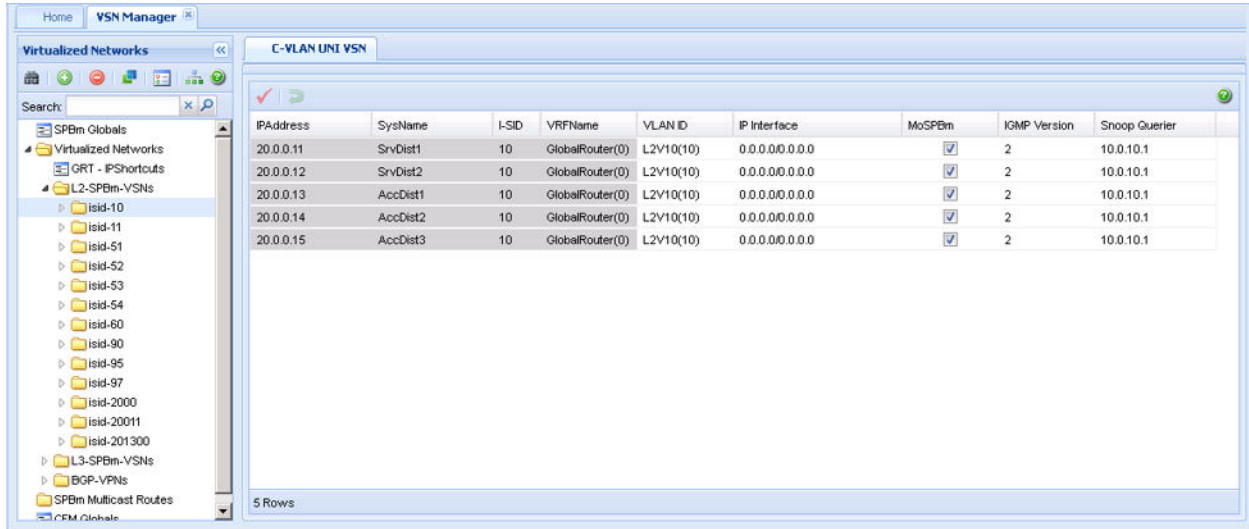 Home VSN Manager
Virtualized Networks
C-VLAN UNI VSN
Search:
SPBm Globals
Virtualized Networks
GRT - IPShortcuts
L2-SPBm-VSNs
isid-10
isid-11
isid-51
isid-52
isid-53
isid-54
isid-60
isid-90
isid-95
isid-97
isid-2000
isid-20011
isid-201300
L3-SPBm-VSNs
BGP-VPNs
SPBm Multicast Routes
CFM Globals
IPAddress SysName I-SID VRFName VLAN ID IP Interface MoSPBm IGMP Version Snoop Querier
20.0.0.11 SrvDist1 10 GlobalRouter(0) L2V10(10) 0.0.0.0/0.0.0.0 2 10.0.10.1
20.0.0.12 SrvDist2 10 GlobalRouter(0) L2V10(10) 0.0.0.0/0.0.0.0 2 10.0.10.1
20.0.0.13 AccDist1 10 GlobalRouter(0) L2V10(10) 0.0.0.0/0.0.0.0 2 10.0.10.1
20.0.0.14 AccDist2 10 GlobalRouter(0) L2V10(10) 0.0.0.0/0.0.0.0 2 10.0.10.1
20.0.0.15 AccDist3 10 GlobalRouter(0) L2V10(10) 0.0.0.0/0.0.0.0 2 10.0.10.1
5 Rows